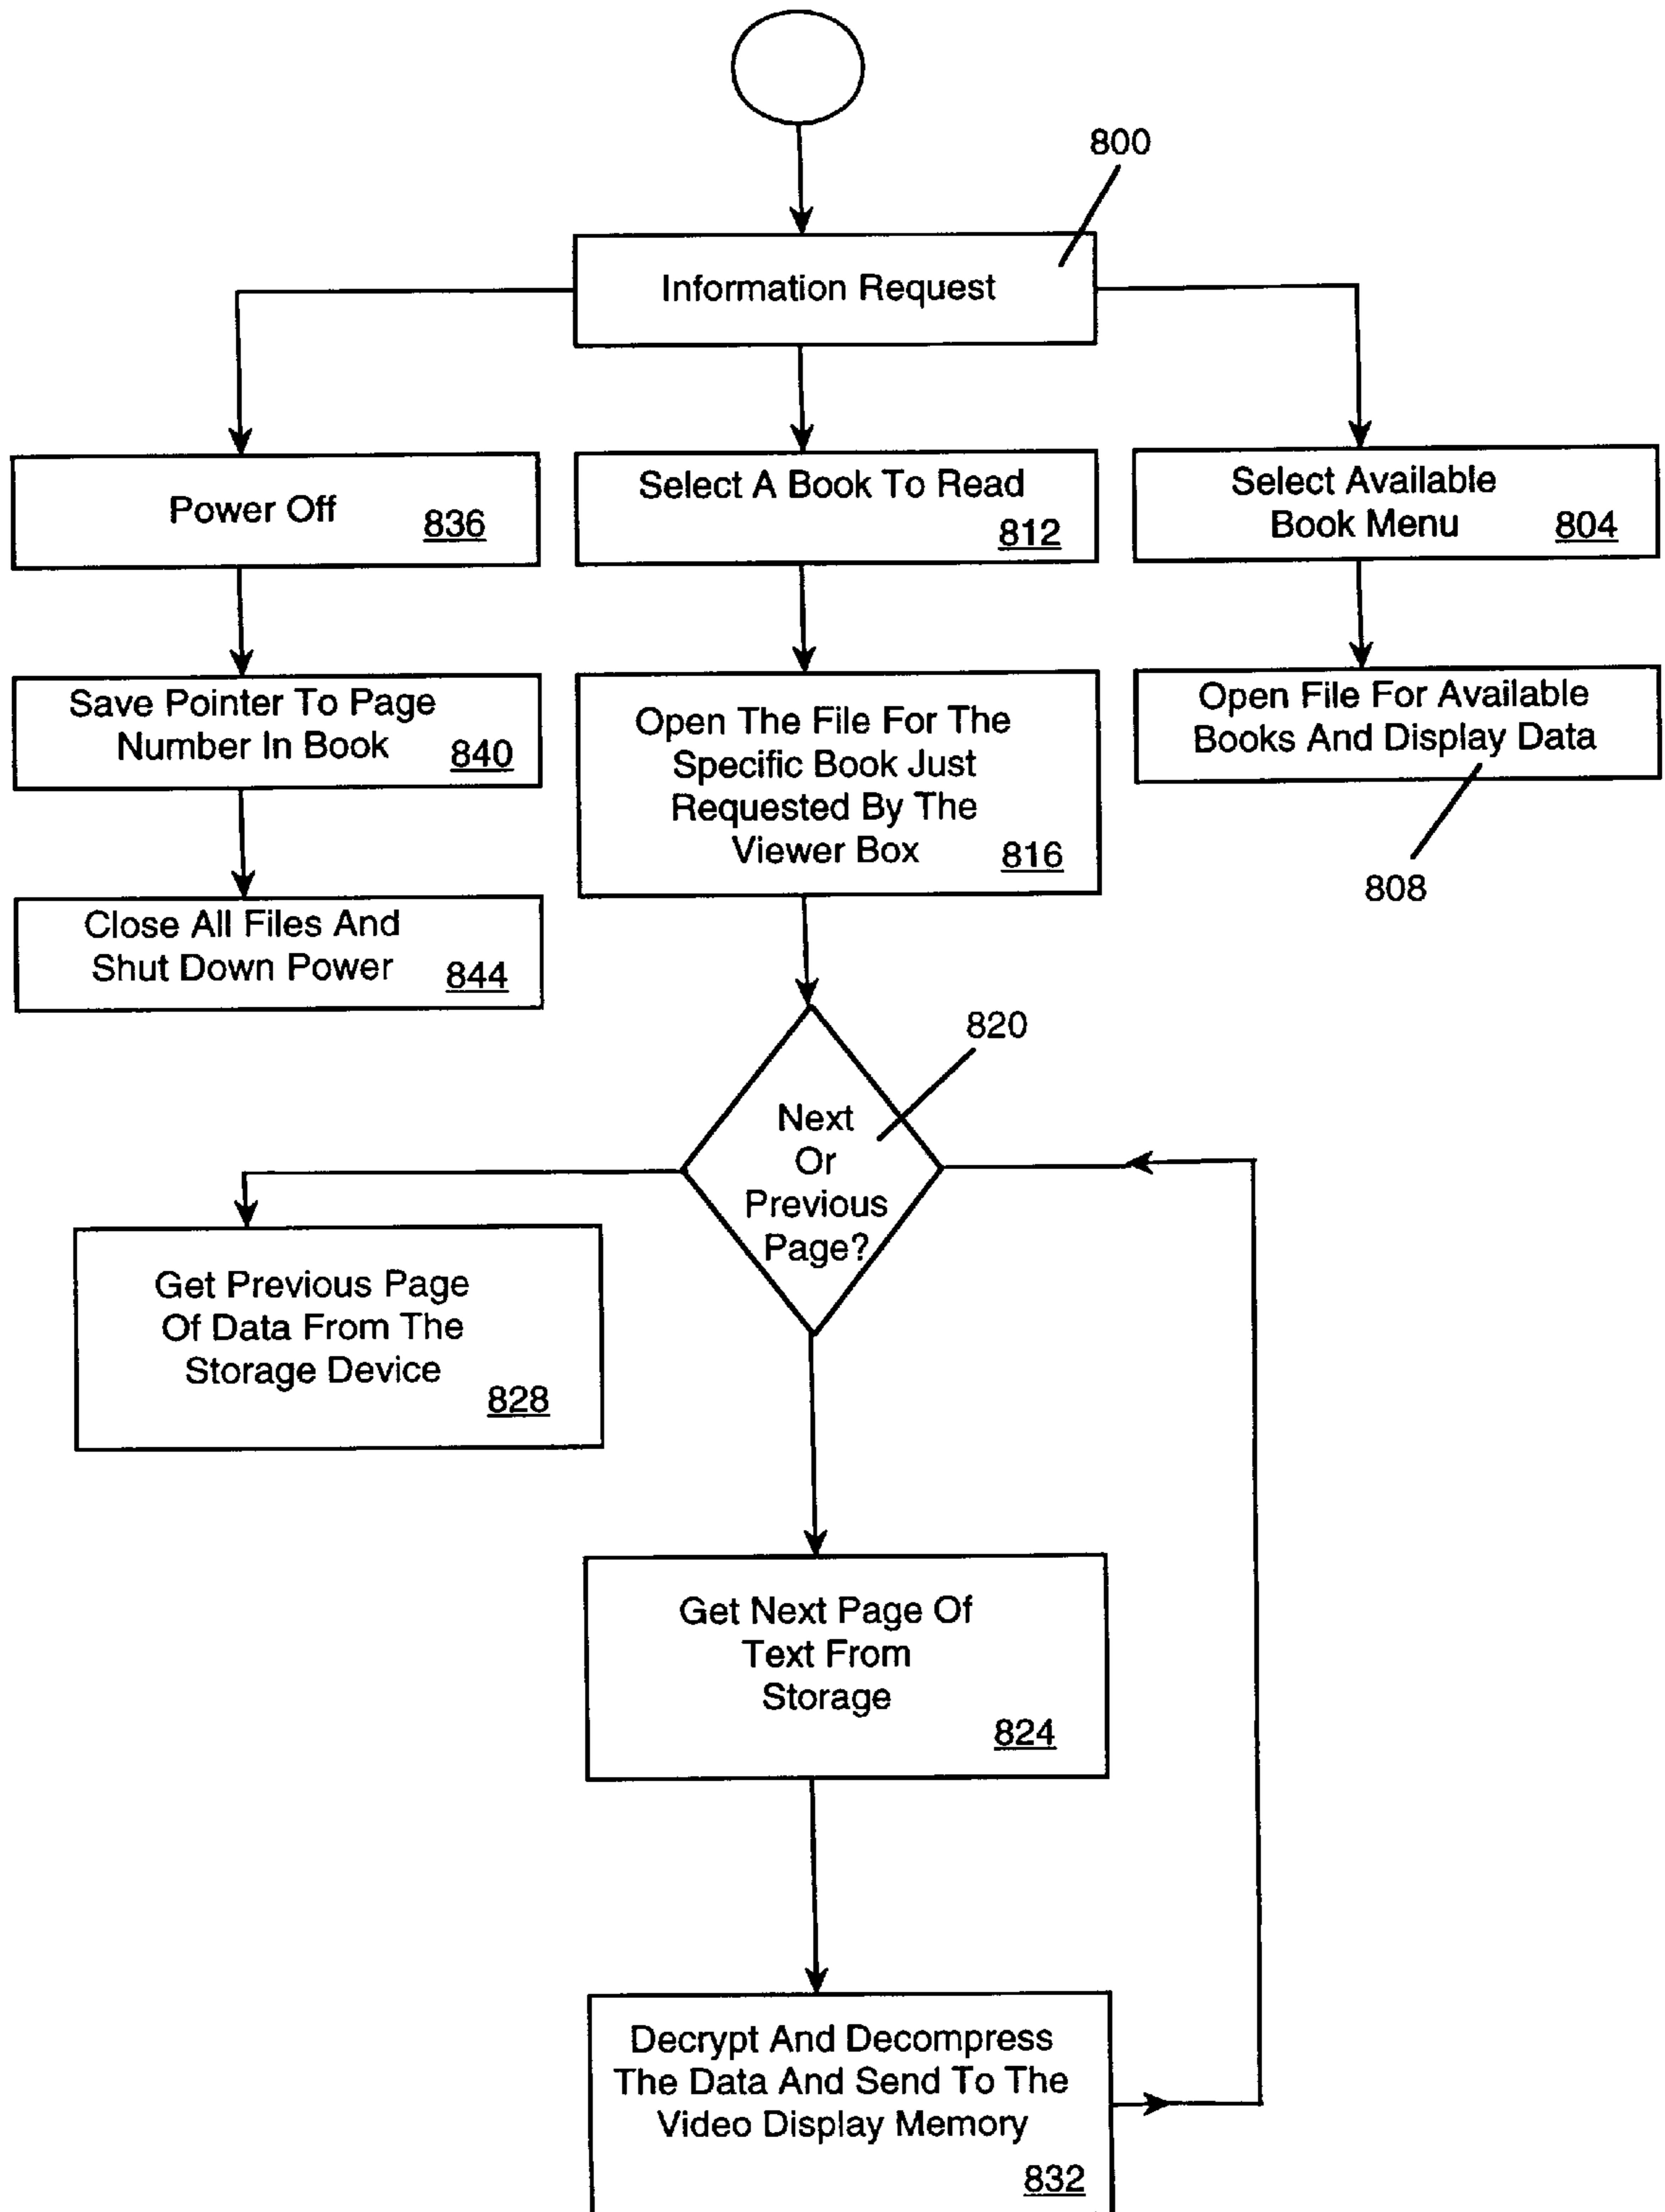 800
Information Request
Power Off
836
Select A Book To Read
812
Select Available
Book Menu
804
Save Pointer To Page
Number In Book
840
Open The File For The
Specific Book Just
Requested By The
Viewer Box
816
Open File For Available
Books And Display Data
808
Close All Files And
Shut Down Power
844
820
Next
Or
Previous
Page?
Get Previous Page
Of Data From The
Storage Device
828
Get Next Page Of
Text From
Storage
824
Decrypt And Decompress
The Data And Send To The
Video Display Memory
832